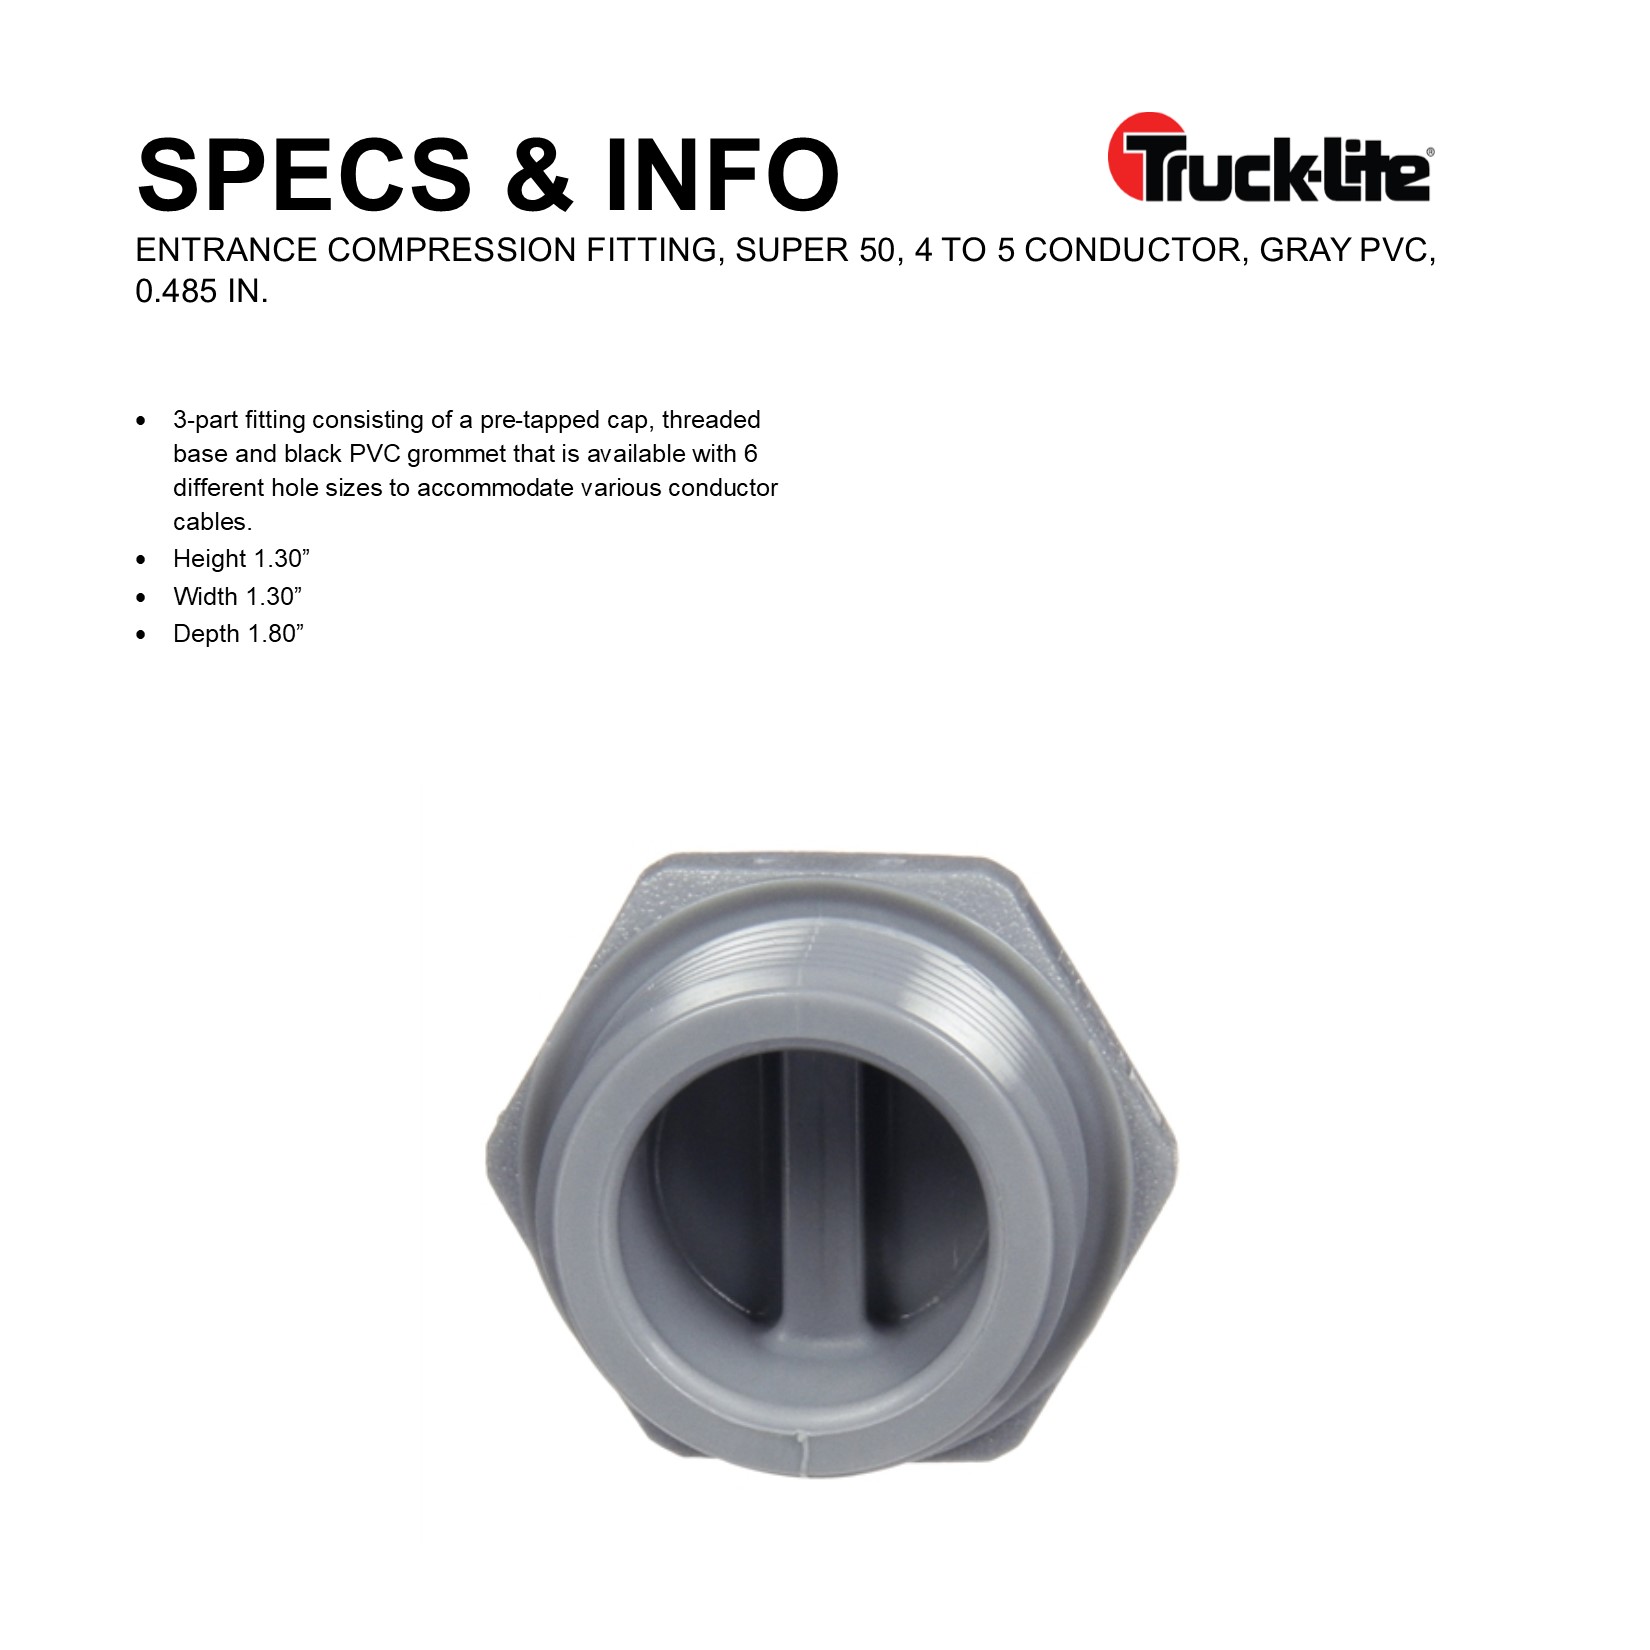 SPECS & INFO
Truck-Lite®
ENTRANCE COMPRESSION FITTING, SUPER 50, 4 TO 5 CONDUCTOR, GRAY PVC,
0.485 IN.
• 3-part fitting consisting of a pre-tapped cap, threaded
base and black PVC grommet that is available with 6
different hole sizes to accommodate various conductor
cables.
• Height 1.30”
• Width 1.30”
• Depth 1.80”